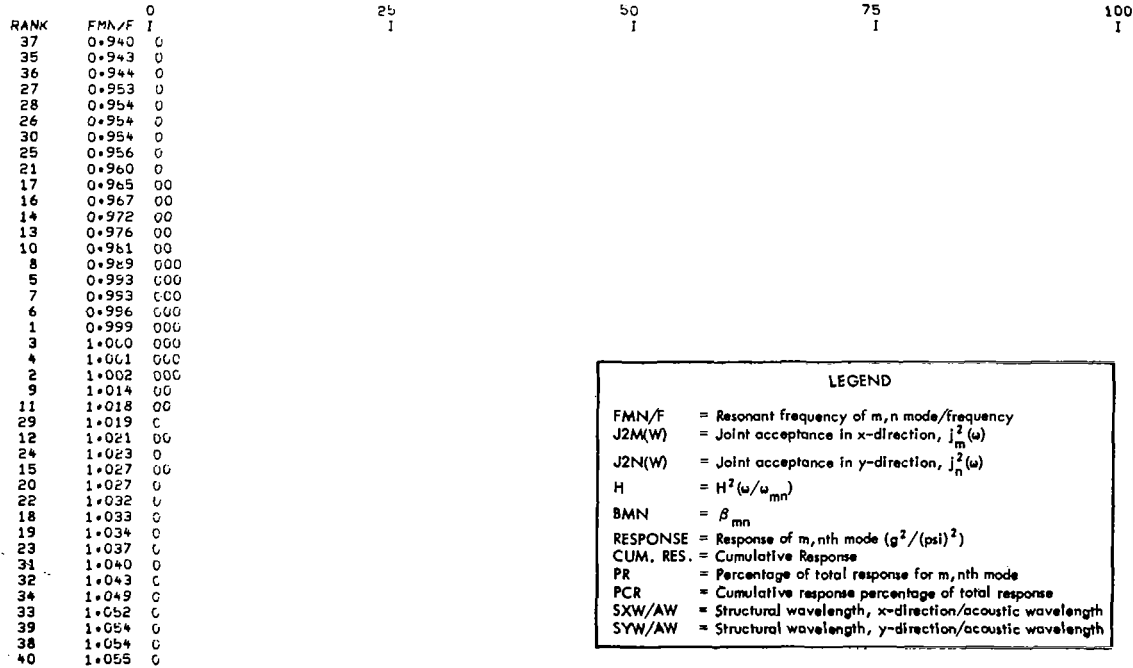 0 25 50 75 100
RANK FMN/F I I I I I
37 0.940 0
35 0.943 0
36 0.944 0
27 0.953 0
28 0.954 0
26 0.954 0
30 0.954 0
25 0.956 0
21 0.960 0
17 0.965 00
16 0.967 00
14 0.972 00
13 0.976 00
10 0.981 00
8 0.989 000
5 0.993 000
7 0.993 000
6 0.996 000
1 0.999 000
3 1.000 000
4 1.001 000
2 1.002 000
9 1.014 00
11 1.018 00
29 1.019 0
12 1.021 00
24 1.023 0
15 1.027 00
20 1.027 0
22 1.032 0
18 1.033 0
19 1.034 0
23 1.037 0
31 1.040 0
32 1.043 0
34 1.049 0
33 1.052 0
39 1.054 0
38 1.054 0
40 1.055 0
LEGEND
FMN/F = Resonant frequency of m,n mode/frequency
J2M(W) = Joint acceptance in x-direction, j²m(ω)
J2N(W) = Joint acceptance in y-direction, j²n(ω)
H = H²(ω/ωmn)
BMN = βmn
RESPONSE = Response of m,nth mode (g²/(psi)²)
CUM. RES. = Cumulative Response
PR = Percentage of total response for m,nth mode
PCR = Cumulative response percentage of total response
SXW/AW = Structural wavelength, x-direction/acoustic wavelength
SYW/AW = Structural wavelength, y-direction/acoustic wavelength